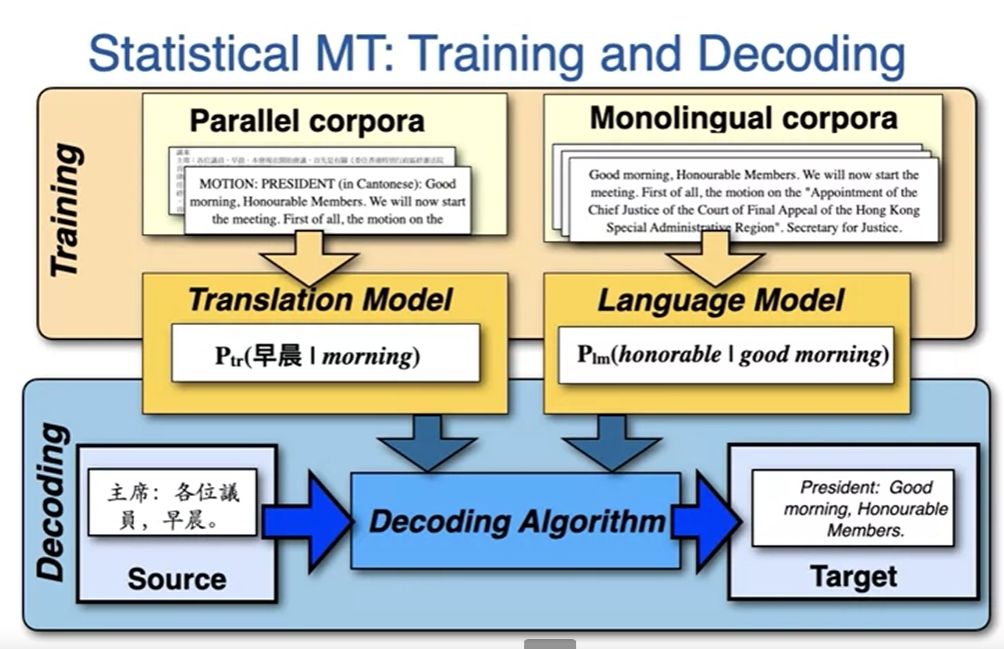 Statistical MT: Training and Decoding
Training
Parallel corpora
MOTION: PRESIDENT (in Cantonese): Good
morning, Honourable Members. We will now start
the meeting. First of all, the motion on the
Monolingual corpora
Good morning, Honourable Members. We will now start the
meeting. First of all, the motion on the "Appointment of the
Chief Justice of the Court of Final Appeal of the Hong Kong
Special Administrative Region". Secretary for Justice.
Translation Model
Ptr(早晨 | morning)
Language Model
Plm(honorable | good morning)
Decoding
主席：各位議
員，早晨。
Source
Decoding Algorithm
President: Good
morning, Honourable
Members.
Target